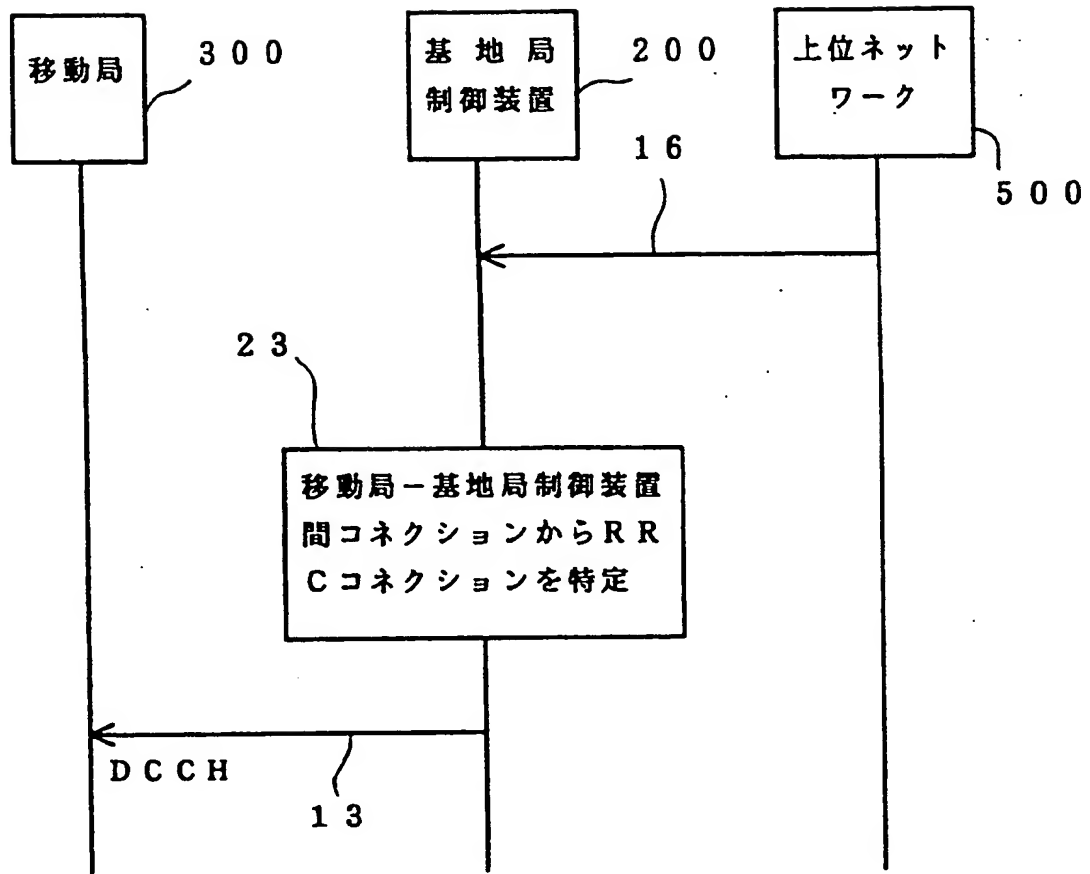 移動局
300
基地局
制御装置
200
上位ネット
ワーク
500
16
23
移動局－基地局制御装置
間コネクションからRR
Cコネクションを特定
DCCH
13